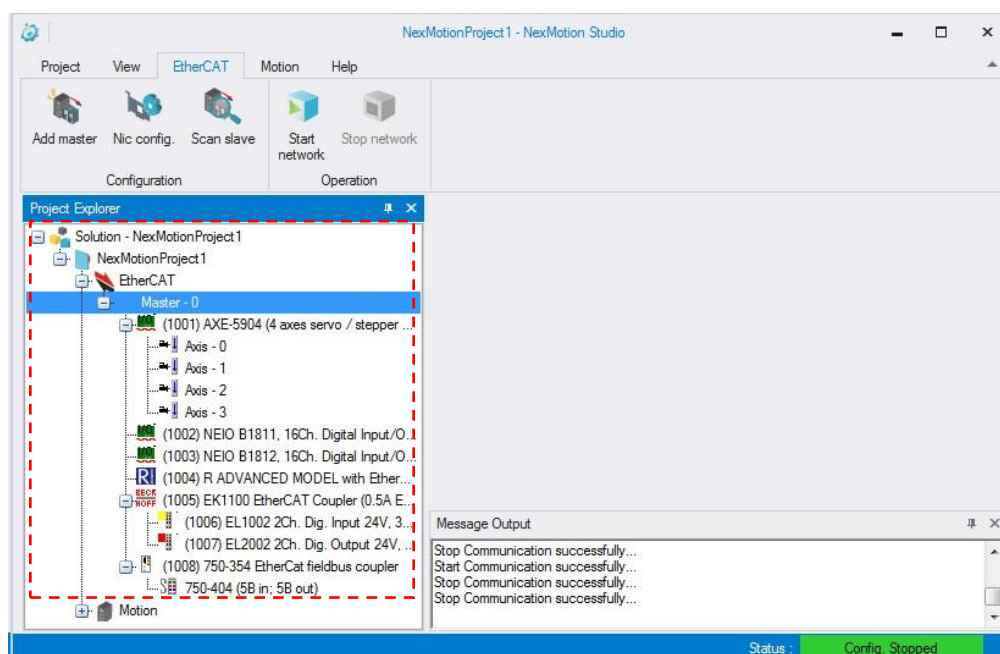 NexMotionProject1 - NexMotion Studio
Project View EtherCAT Motion Help
Add master Nic config. Scan slave Start network Stop network
Configuration Operation
Project Explorer
Solution - NexMotionProject1
NexMotionProject1
EtherCAT
Master - 0
(1001) AXE-5904 (4 axes servo / stepper ...
Axis - 0
Axis - 1
Axis - 2
Axis - 3
(1002) NEIO B1811, 16Ch. Digital Input/O...
(1003) NEIO B1812, 16Ch. Digital Input/O...
RI (1004) R ADVANCED MODEL with Ether...
BECK HOFF (1005) EK1100 EtherCAT Coupler (0.5A E...
(1006) EL1002 2Ch. Dig. Input 24V, 3...
(1007) EL2002 2Ch. Dig. Output 24V, ...
(1008) 750-354 EtherCat fieldbus coupler
750-404 (5B in; 5B out)
Motion
Message Output
Stop Communication successfully...
Start Communication successfully...
Stop Communication successfully...
Stop Communication successfully...
Status : Config. Stopped